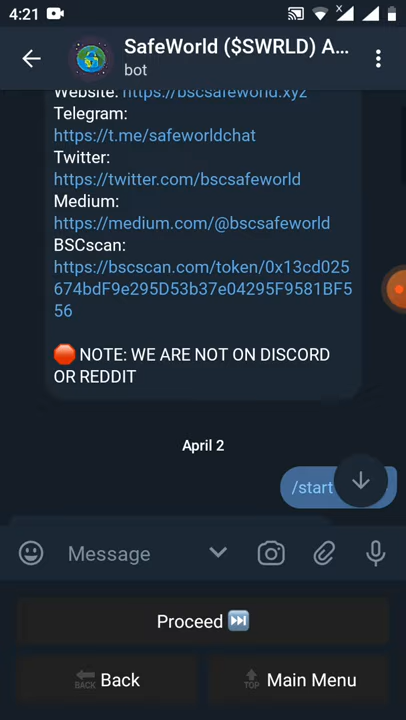 4:21
SafeWorld ($SWRLD) A...
bot
Website: https://bscsafeworld.xyz
Telegram:
https://t.me/safeworldchat
Twitter:
https://twitter.com/bscsafeworld
Medium:
https://medium.com/@bscsafeworld
BSCscan:
https://bscscan.com/token/0x13cd025
674bdF9e295D53b37e04295F9581BF5
56
🛑 NOTE: WE ARE NOT ON DISCORD
OR REDDIT
April 2
/start
Message
Proceed ⏭️
BACK Back
TOP Main Menu